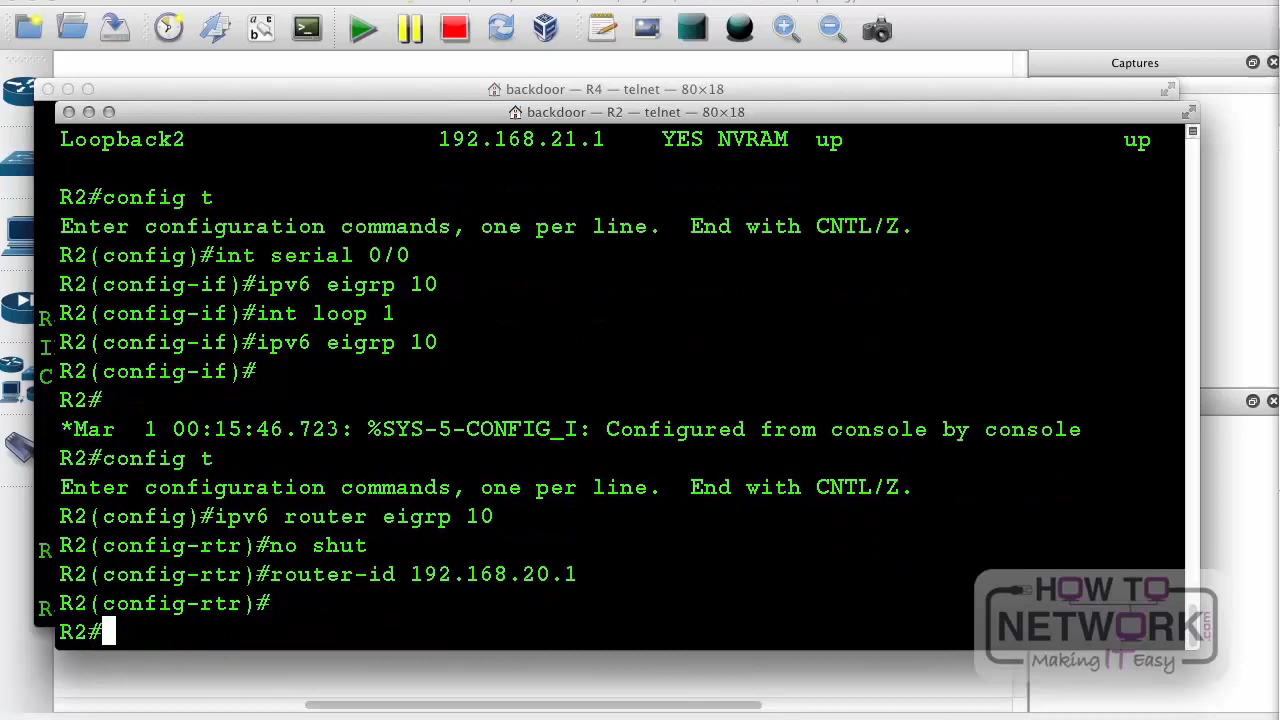 Captures
backdoor — R4 — telnet — 80×18
backdoor — R2 — telnet — 80×18
Loopback2 192.168.21.1 YES NVRAM up up
R2#config t
Enter configuration commands, one per line. End with CNTL/Z.
R2(config)#int serial 0/0
R2(config-if)#ipv6 eigrp 10
R2(config-if)#int loop 1
R2(config-if)#ipv6 eigrp 10
R2(config-if)#
R2#
*Mar 1 00:15:46.723: %SYS-5-CONFIG_I: Configured from console by console
R2#config t
Enter configuration commands, one per line. End with CNTL/Z.
R2(config)#ipv6 router eigrp 10
R2(config-rtr)#no shut
R2(config-rtr)#router-id 192.168.20.1
R2(config-rtr)#
R2#
R
I
C
R
R
HOW TO
NETWORK.com
Making IT Easy